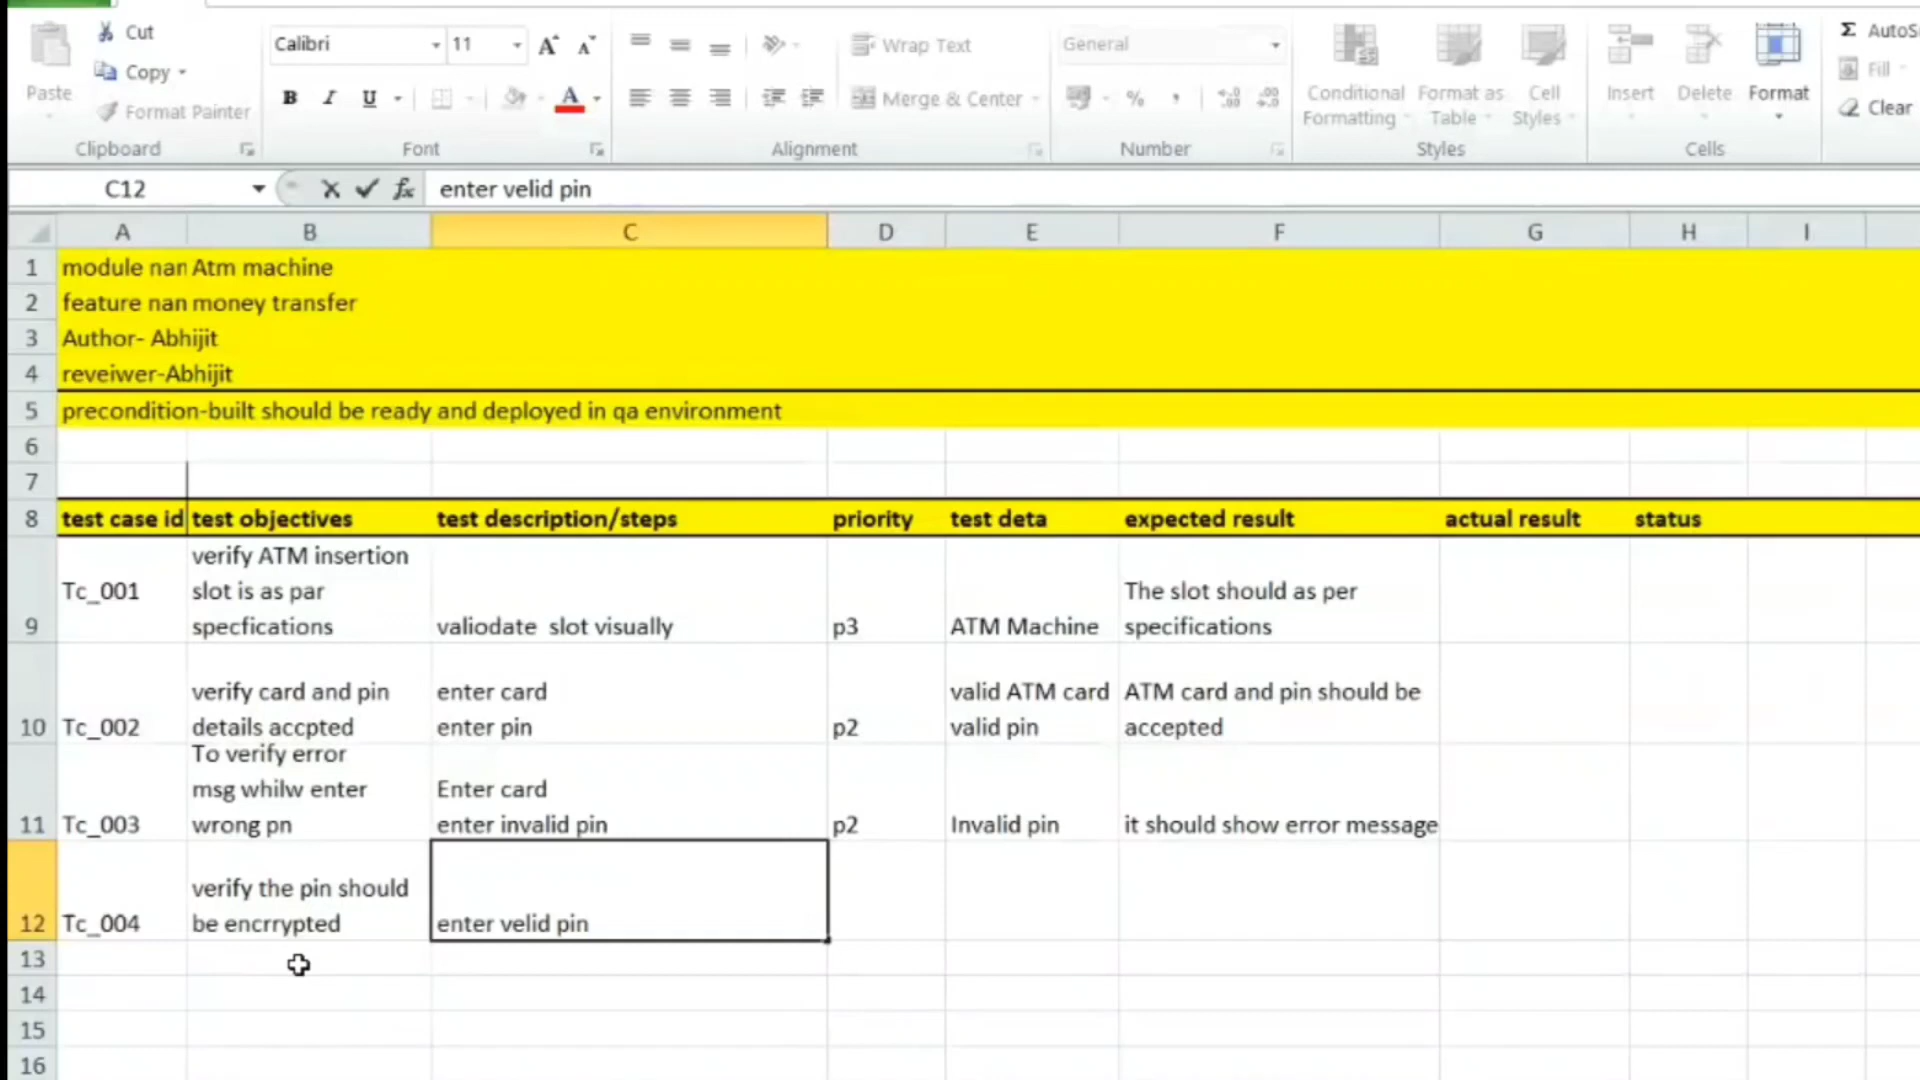 Cut
Calibri
11
Wrap Text
General
AutoS
Copy
Fill
Paste
Format Painter
B I U
A
Merge & Center
%
Conditional Formatting
Format as Table
Cell Styles
Insert
Delete
Format
Clear
Clipboard
Font
Alignment
Number
Styles
Cells
C12
fx
enter velid pin
A B C D E F G H I
1 module nan Atm machine
2 feature nan money transfer
3 Author- Abhijit
4 reveiwer-Abhijit
5 precondition-built should be ready and deployed in qa environment
6
7
8 test case id test objectives test description/steps priority test deta expected result actual result status
verify ATM insertion
Tc_001 slot is as par The slot should as per
9 specfications valiodate slot visually p3 ATM Machine specifications
verify card and pin enter card valid ATM card ATM card and pin should be
10 Tc_002 details accpted enter pin p2 valid pin accepted
To verify error
msg whilw enter Enter card
11 Tc_003 wrong pn enter invalid pin p2 Invalid pin it should show error message
verify the pin should
12 Tc_004 be encrrypted enter velid pin
13
14
15
16